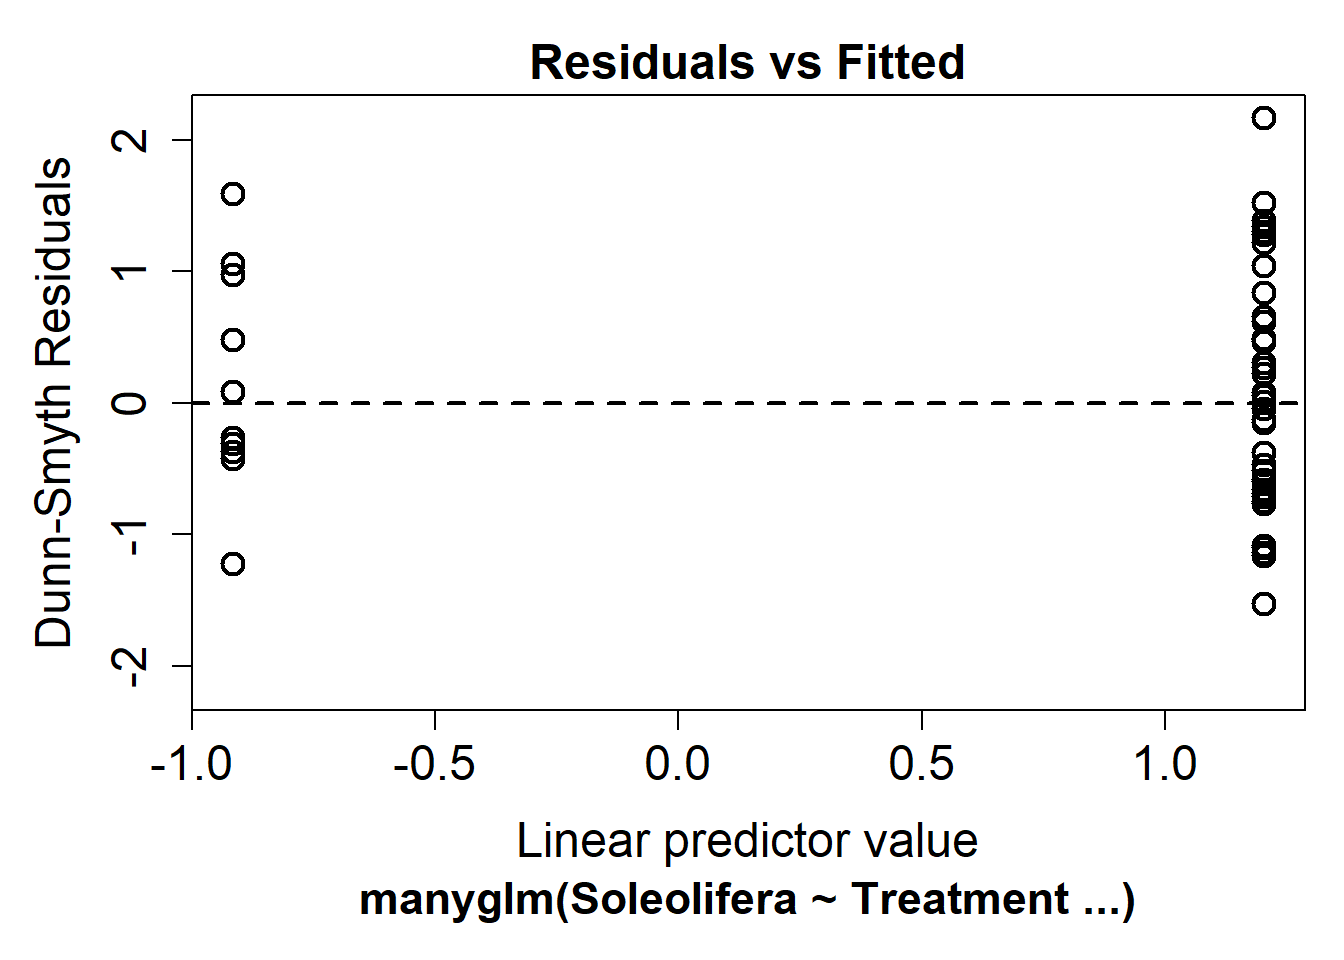 Residuals vs Fitted
Dunn-Smyth Residuals
2
1
0
-1
-2
-1.0 -0.5 0.0 0.5 1.0
Linear predictor value
manyglm(Soleolifera ~ Treatment ...)